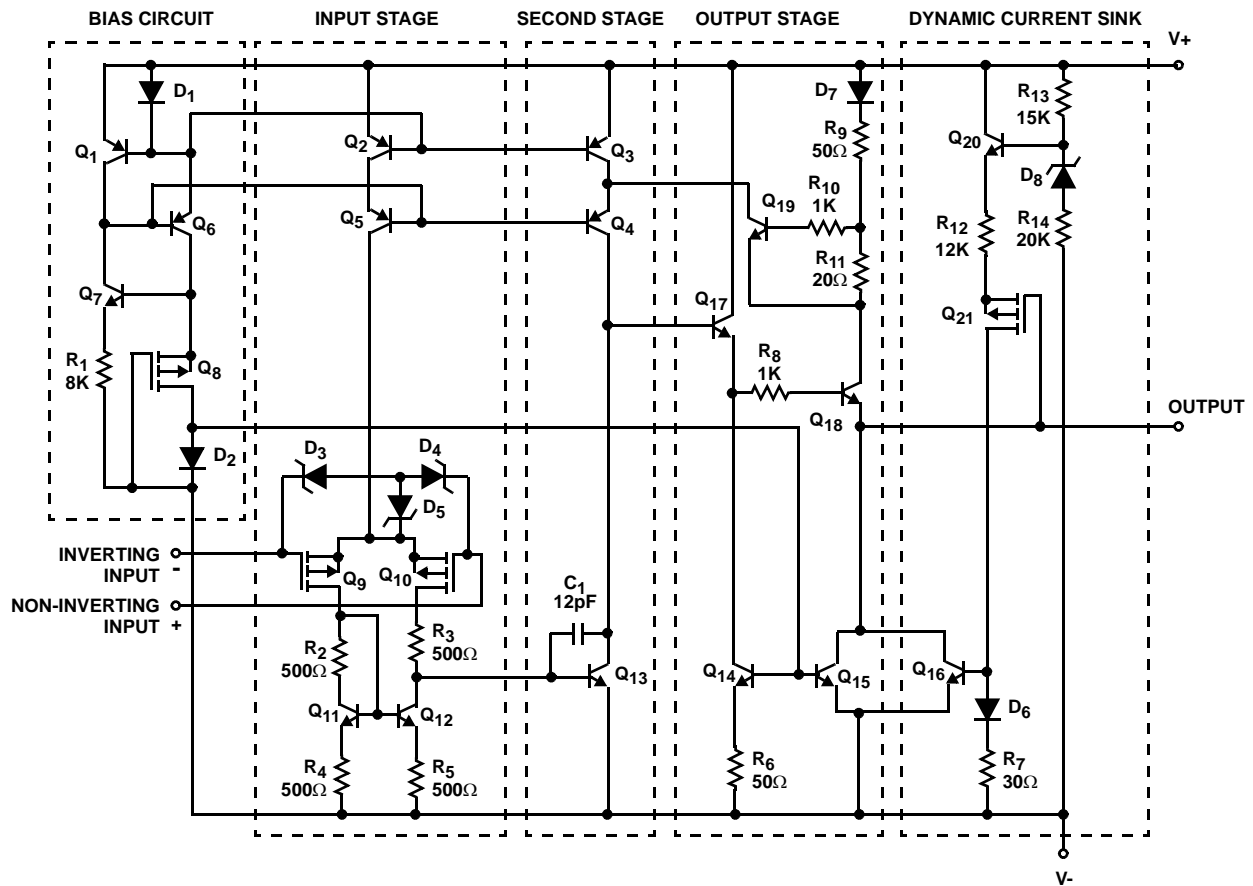 BIAS CIRCUIT
INPUT STAGE
SECOND STAGE
OUTPUT STAGE
DYNAMIC CURRENT SINK
V+
D1
D7
R13
15K
R9
50Ω
Q1
Q2
Q3
Q20
D8
R10
1K
Q19
Q6
Q5
Q4
R12
12K
R14
20K
R11
20Ω
Q7
Q17
Q21
R1
8K
Q8
R8
1K
OUTPUT
Q18
D2
D3
D4
D5
INVERTING
INPUT -
Q9
Q10
C1
12pF
NON-INVERTING
INPUT +
R2
500Ω
R3
500Ω
Q13
Q14
Q15
Q16
Q11
Q12
D6
R4
500Ω
R5
500Ω
R6
50Ω
R7
30Ω
V-